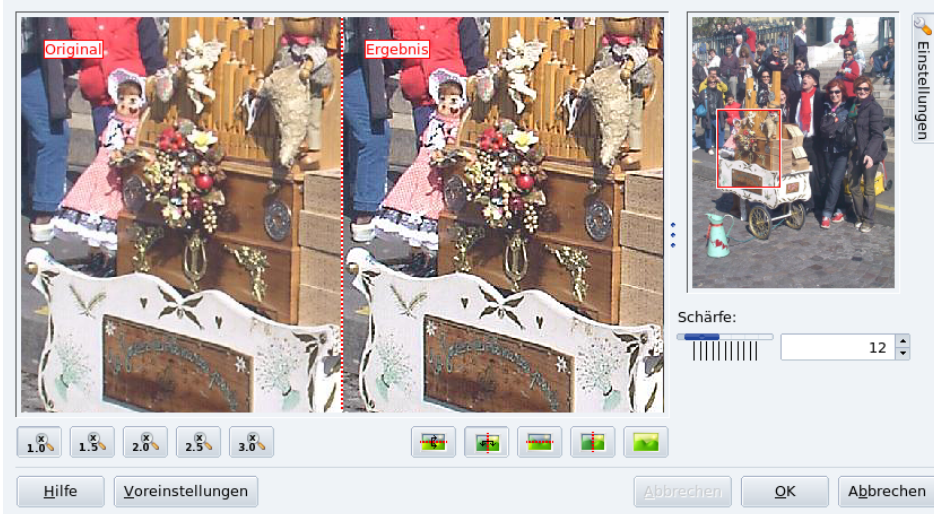 Original
Ergebnis
Einstellungen
Schärfe:
12
1.0
1.5
2.0
2.5
3.0
Hilfe
Voreinstellungen
Abbrechen
OK
Abbrechen